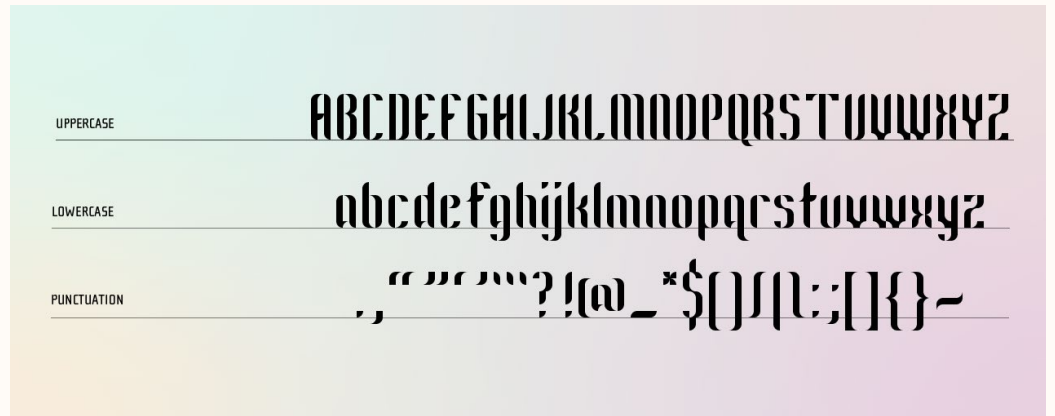 UPPERCASE ABCDEFGHIJKLMNOPQRSTUVWXYZ
LOWERCASE abcdefghijklmnopqrstuvwxyz
PUNCTUATION . , “ ” ‘ ’ ? ! @ _ * $ ( ) : ; [ ] { } ~